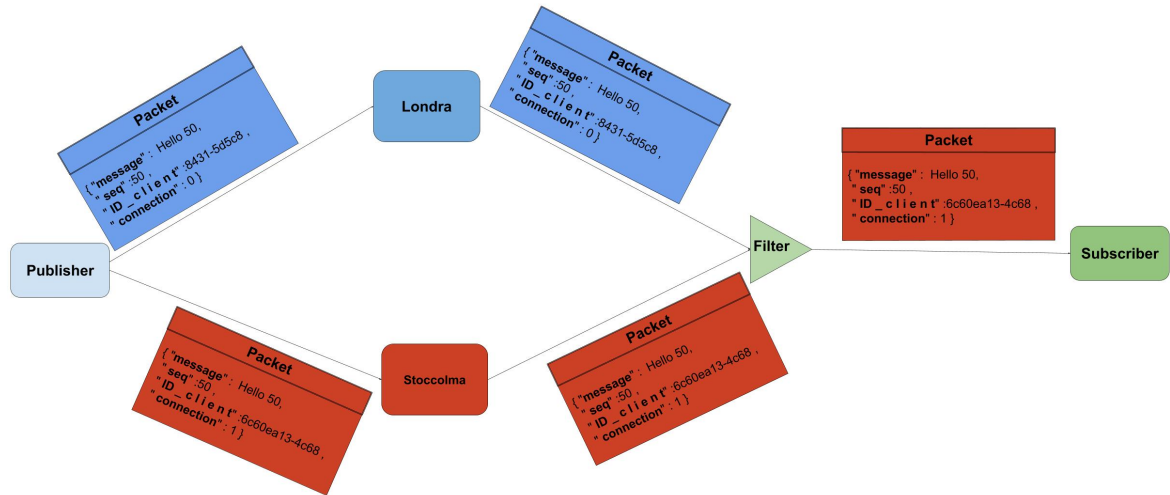 Packet
{ "message" : Hello 50,
" seq" :50 ,
" ID _ c l i e n t" :8431-5d5c8 ,
" connection" : 0 }
Londra
Packet
{ "message" : Hello 50,
" seq" :50 ,
" ID _ c l i e n t" :8431-5d5c8 ,
" connection" : 0 }
Packet
{ "message" : Hello 50,
" seq" :50 ,
" ID _ c l i e n t" :6c60ea13-4c68 ,
" connection" : 1 }
Publisher
Filter
Subscriber
Packet
{ "message" : Hello 50,
" seq" :50 ,
" ID _ c l i e n t" :6c60ea13-4c68 ,
" connection" : 1 }
Stoccolma
Packet
{ "message" : Hello 50,
" seq" :50 ,
" ID _ c l i e n t" :6c60ea13-4c68 ,
" connection" : 1 }